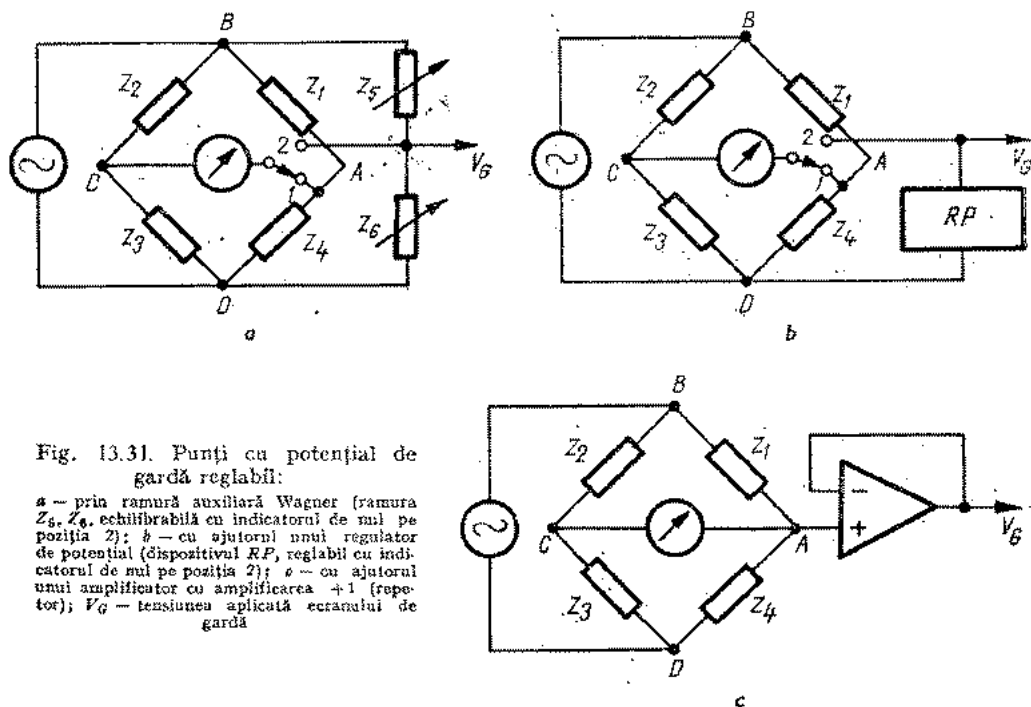 B
Z2
Z1
Z5
2
A
VG
C
1
Z3
Z4
Z6
D
a
B
Z2
Z1
2
A
VG
C
1
Z3
Z4
RP
D
b
Fig. 13.31. Punți cu potențial de
gardă reglabil:
a — prin ramură auxiliară Wagner (ramura
Z5, Z6, echilibrabilă cu indicatorul de nul pe
poziția 2); b — cu ajutorul unui regulator
de potențial (dispozitivul RP, reglabil cu indi-
catorul de nul pe poziția 2); c — cu ajutorul
unui amplificator cu amplificarea +1 (repe-
tor); VG — tensiunea aplicată ecranului de
gardă
B
Z2
Z1
−
+
VG
C
A
Z3
Z4
D
c